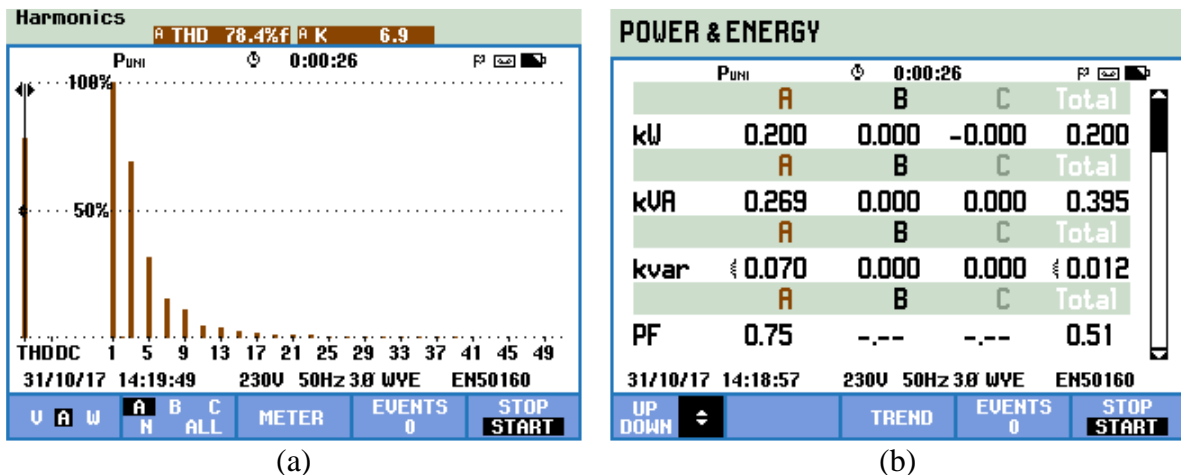 Harmonics
A THD 78.4%f A K 6.9
PUNI 0:00:26
100%
50%
THDDC 1 5 9 13 17 21 25 29 33 37 41 45 49
31/10/17 14:19:49 230V 50Hz 3Ø WYE EN50160
V A W A B C N ALL METER EVENTS 0 STOP START
(a)
POWER & ENERGY
PUNI 0:00:26
A B C Total
kW 0.200 0.000 -0.000 0.200
A B C Total
kVA 0.269 0.000 0.000 0.395
A B C Total
kvar 0.070 0.000 0.000 0.012
A B C Total
PF 0.75 -.-- -.-- 0.51
31/10/17 14:18:57 230V 50Hz 3Ø WYE EN50160
UP DOWN TREND EVENTS 0 STOP START
(b)